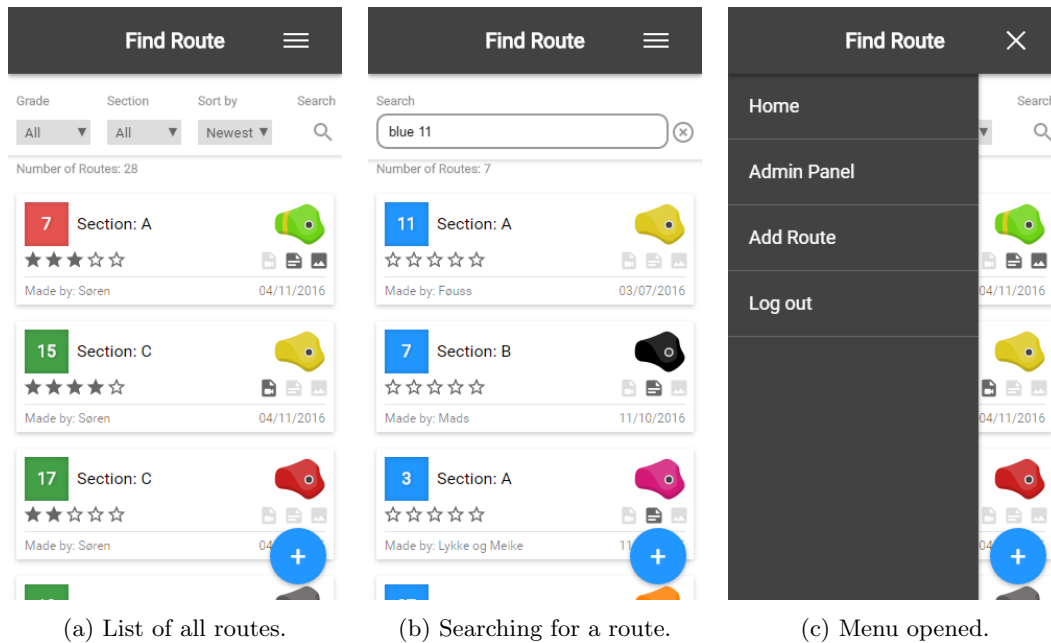 Find Route
Grade Section Sort by Search
All All Newest
Number of Routes: 28
7 Section: A
Made by: Søren 04/11/2016
15 Section: C
Made by: Søren 04/11/2016
17 Section: C
Made by: Søren 04
+
(a) List of all routes.
Find Route
Search
blue 11
Number of Routes: 7
11 Section: A
Made by: Føuss 03/07/2016
7 Section: B
Made by: Mads 11/10/2016
3 Section: A
Made by: Lykke og Meike 11
+
(b) Searching for a route.
Find Route
Home
Admin Panel
Add Route
Log out
Search
04/11/2016
04/11/2016
04
+
(c) Menu opened.